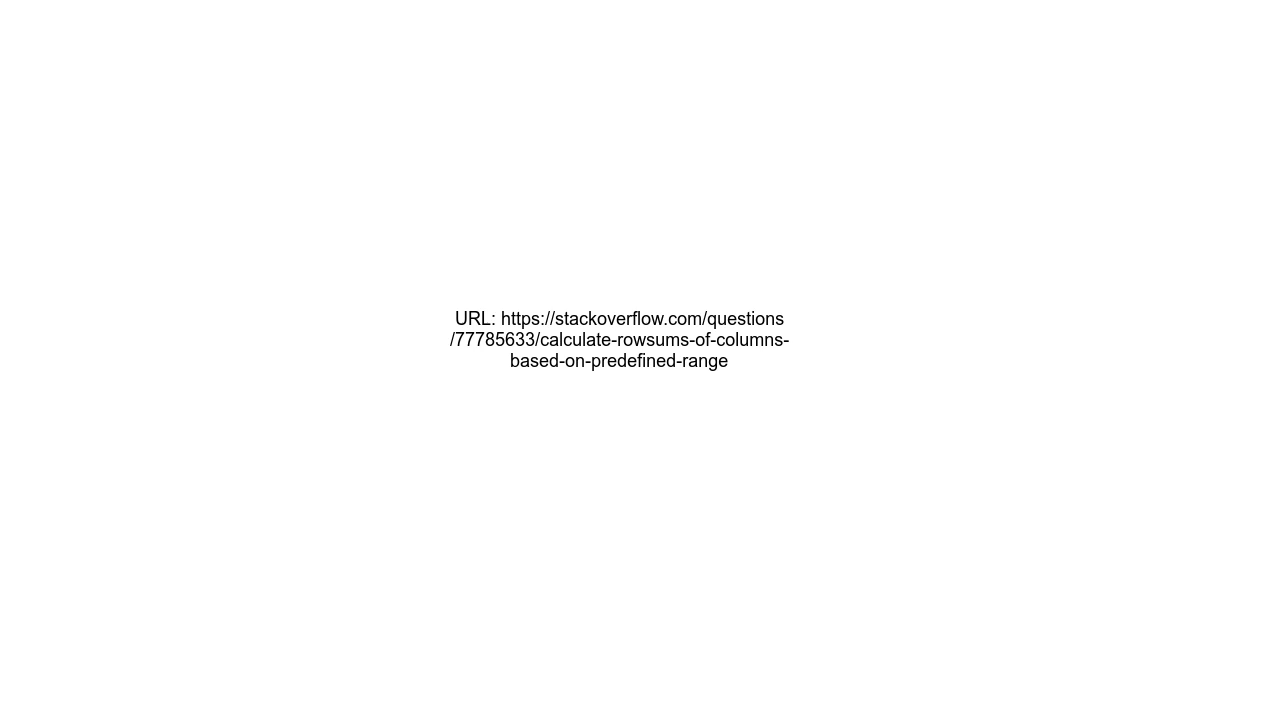 URL: https://stackoverflow.com/questions
/77785633/calculate-rowsums-of-columns-
based-on-predefined-range